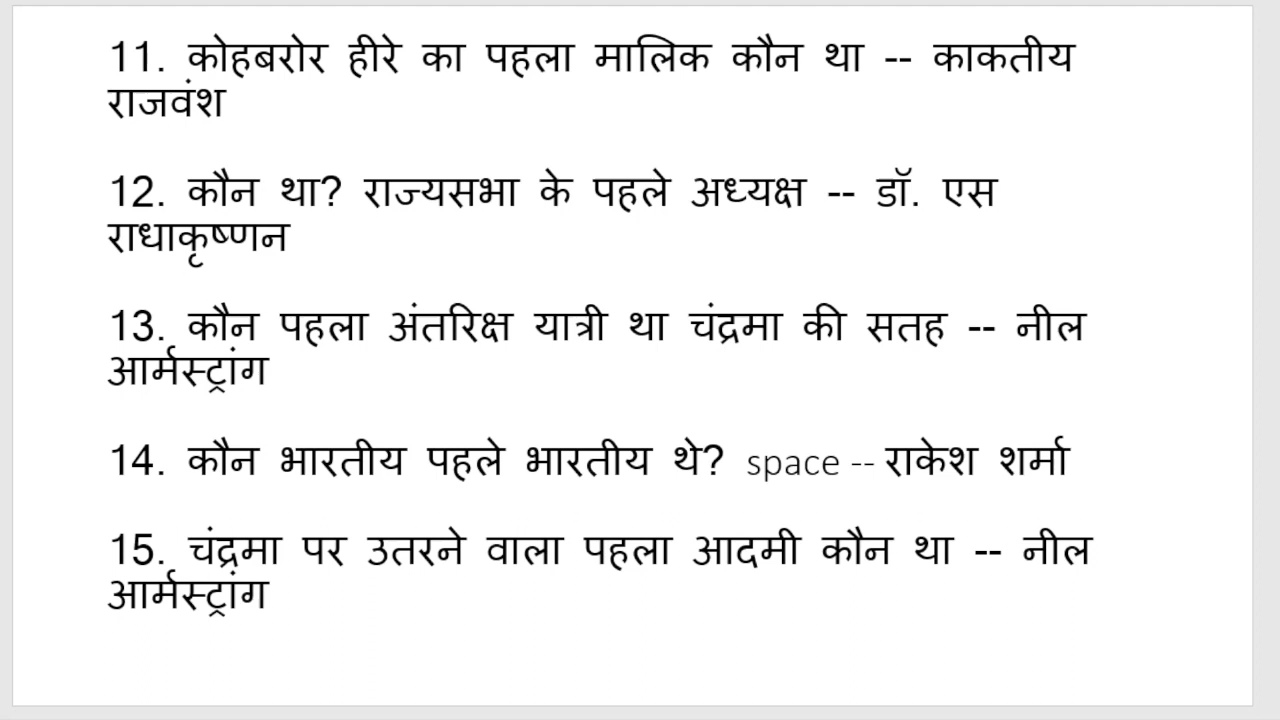 11. कोहबरोर हीरे का पहला मालिक कौन था -- काकतीय
राजवंश
12. कौन था? राज्यसभा के पहले अध्यक्ष -- डॉ. एस
राधाकृष्णन
13. कौन पहला अंतरिक्ष यात्री था चंद्रमा की सतह -- नील
आर्मस्ट्रांग
14. कौन भारतीय पहले भारतीय थे? space -- राकेश शर्मा
15. चंद्रमा पर उतरने वाला पहला आदमी कौन था -- नील
आर्मस्ट्रांग